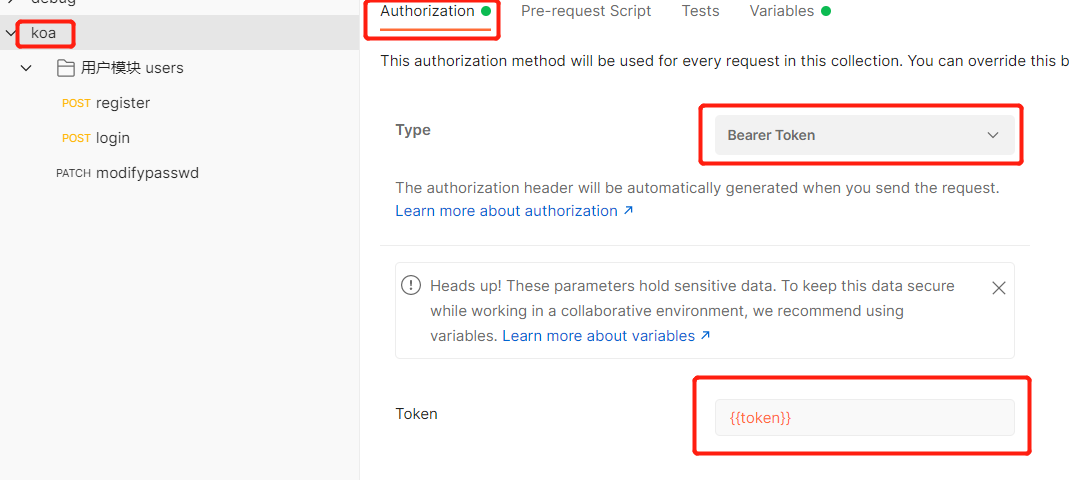 debug
koa
用户模块 users
POST register
POST login
PATCH modifypasswd
Authorization
Pre-request Script
Tests
Variables
This authorization method will be used for every request in this collection. You can override this b
Type
Bearer Token
The authorization header will be automatically generated when you send the request.
Learn more about authorization ↗
Heads up! These parameters hold sensitive data. To keep this data secure
while working in a collaborative environment, we recommend using
variables. Learn more about variables ↗
Token
{{token}}